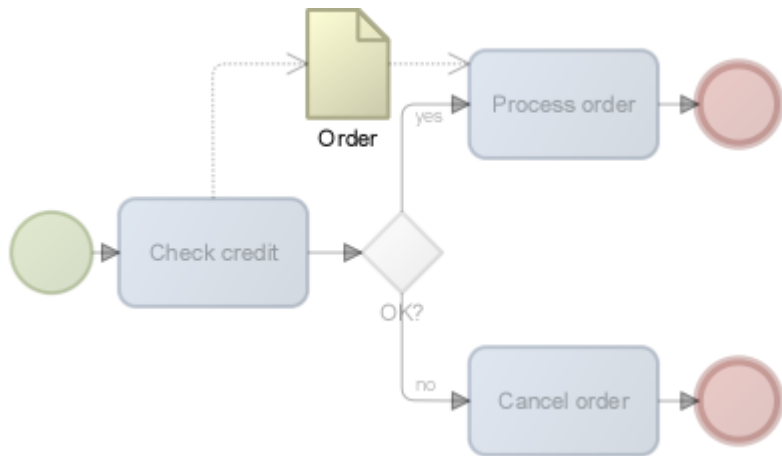 Order
Process order
yes
Check credit
OK?
no
Cancel order